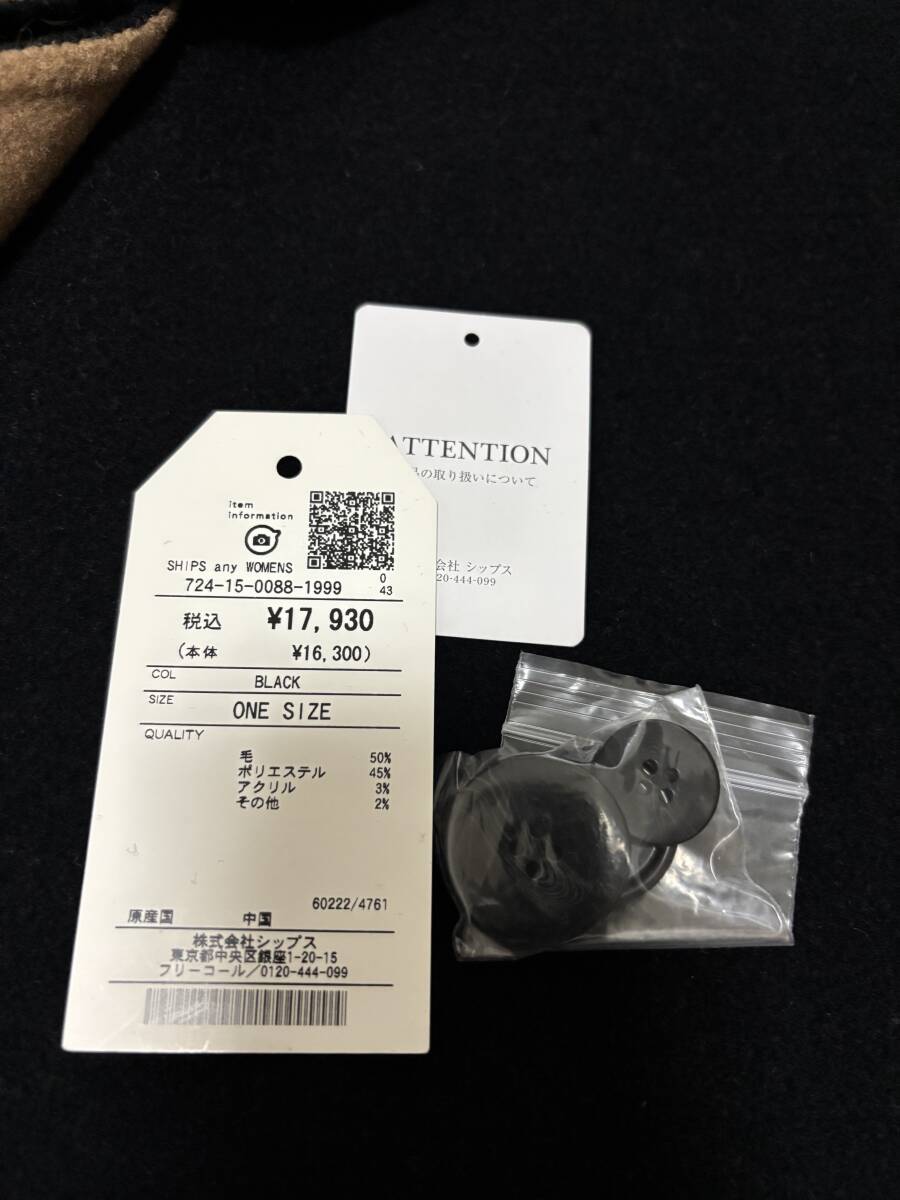 ATTENTION
の取り扱いについて
会社 シップス
20-444-099
item
information
SHIPS any WOMENS
0
724-15-0088-1999
43
税込 ¥17,930
(本体 ¥16,300)
COL BLACK
SIZE ONE SIZE
QUALITY
毛 50%
ポリエステル 45%
アクリル 3%
その他 2%
60222/4761
原産国 中国
株式会社シップス
東京都中央区銀座1-20-15
フリーコール/0120-444-099